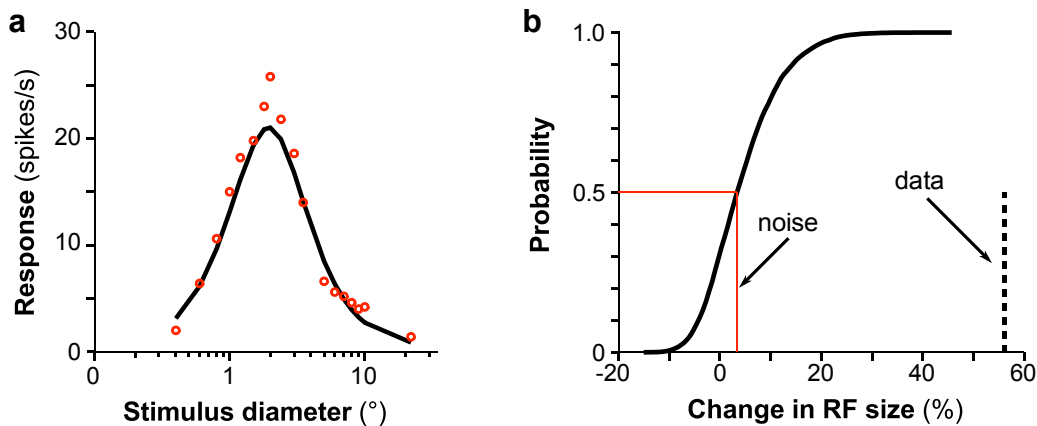 a
30
20
10
0
Response (spikes/s)
0
1
10
Stimulus diameter (°)
b
1.0
0.5
0
Probability
data
noise
-20
0
20
40
60
Change in RF size (%)